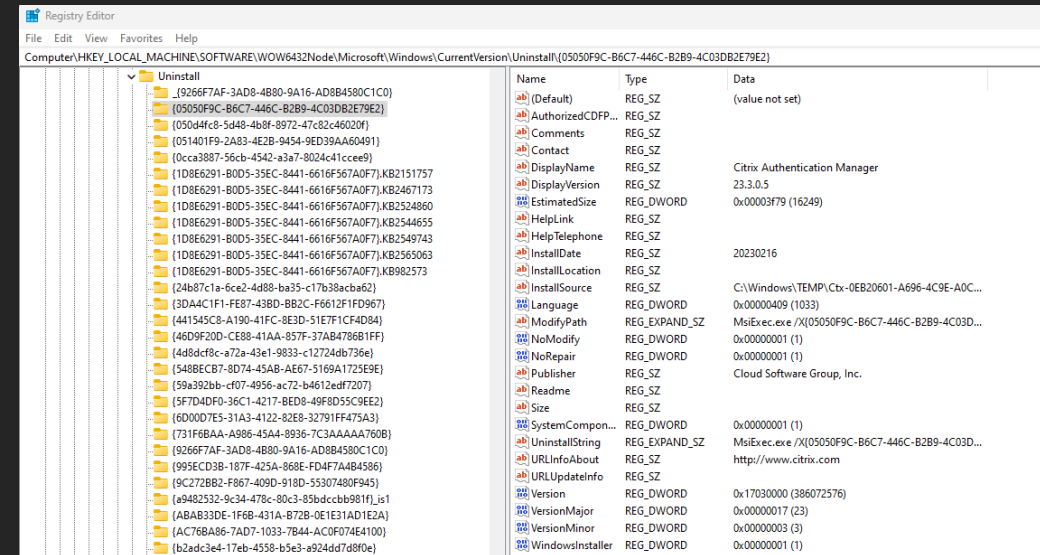 Registry Editor
File Edit View Favorites Help
Computer\HKEY_LOCAL_MACHINE\SOFTWARE\WOW6432Node\Microsoft\Windows\CurrentVersion\Uninstall\{05050F9C-B6C7-446C-B2B9-4C03DB2E79E2}
Uninstall
_{9266F7AF-3AD8-4B80-9A16-AD8B4580C1C0}
{05050F9C-B6C7-446C-B2B9-4C03DB2E79E2}
{050d4fc8-5d48-4b8f-8972-47c82c46020f}
{051401F9-2A83-4E2B-9454-9ED39AA60491}
{0cca3887-56cb-4542-a3a7-8024c41ccee9}
{1D8E6291-B0D5-35EC-8441-6616F567A0F7}.KB2151757
{1D8E6291-B0D5-35EC-8441-6616F567A0F7}.KB2467173
{1D8E6291-B0D5-35EC-8441-6616F567A0F7}.KB2524860
{1D8E6291-B0D5-35EC-8441-6616F567A0F7}.KB2544655
{1D8E6291-B0D5-35EC-8441-6616F567A0F7}.KB2549743
{1D8E6291-B0D5-35EC-8441-6616F567A0F7}.KB2565063
{1D8E6291-B0D5-35EC-8441-6616F567A0F7}.KB982573
{24b87c1a-6ce2-4d88-ba35-c17b38acba62}
{3DA4C1F1-FE87-43BD-BB2C-F6612F1FD967}
{441545C8-A190-41FC-8E3D-51E7F1CF4D84}
{46D9F20D-CE88-41AA-857F-37AB4786B1FF}
{4d8dcf8c-a72a-43e1-9833-c12724db736e}
{548BECB7-8D74-45AB-AE67-5169A1725E9E}
{59a392bb-cf07-4956-ac72-b4612edf7207}
{5F7D4DF0-36C1-4217-BED8-49F8D55C9EE2}
{6D00D7E5-31A3-4122-82E8-32791FF475A3}
{731F6BAA-A986-45A4-8936-7C3AAAAA760B}
{9266F7AF-3AD8-4B80-9A16-AD8B4580C1C0}
{995ECD3B-187F-425A-868E-FD4F7A4B4586}
{9C272BB2-F867-409D-918D-55307480F945}
{a9482532-9c34-478c-80c3-85bdccbb981f}_is1
{ABAB33DE-1F6B-431A-B72B-0E1E31AD1E2A}
{AC76BA86-7AD7-1033-7B44-AC0F074E4100}
{b2adc3e4-17eb-4558-b5e3-a924dd7d8f0e}
Name Type Data
(Default) REG_SZ (value not set)
AuthorizedCDFP... REG_SZ
Comments REG_SZ
Contact REG_SZ
DisplayName REG_SZ Citrix Authentication Manager
DisplayVersion REG_SZ 23.3.0.5
EstimatedSize REG_DWORD 0x00003f79 (16249)
HelpLink REG_SZ
HelpTelephone REG_SZ
InstallDate REG_SZ 20230216
InstallLocation REG_SZ
InstallSource REG_SZ C:\Windows\TEMP\Ctx-0EB20601-A696-4C9E-A0C...
Language REG_DWORD 0x00000409 (1033)
ModifyPath REG_EXPAND_SZ MsiExec.exe /X{05050F9C-B6C7-446C-B2B9-4C03D...
NoModify REG_DWORD 0x00000001 (1)
NoRepair REG_DWORD 0x00000001 (1)
Publisher REG_SZ Cloud Software Group, Inc.
Readme REG_SZ
Size REG_SZ
SystemCompon... REG_DWORD 0x00000001 (1)
UninstallString REG_EXPAND_SZ MsiExec.exe /X{05050F9C-B6C7-446C-B2B9-4C03D...
URLInfoAbout REG_SZ http://www.citrix.com
URLUpdateInfo REG_SZ
Version REG_DWORD 0x17030000 (386072576)
VersionMajor REG_DWORD 0x00000017 (23)
VersionMinor REG_DWORD 0x00000003 (3)
WindowsInstaller REG_DWORD 0x00000001 (1)